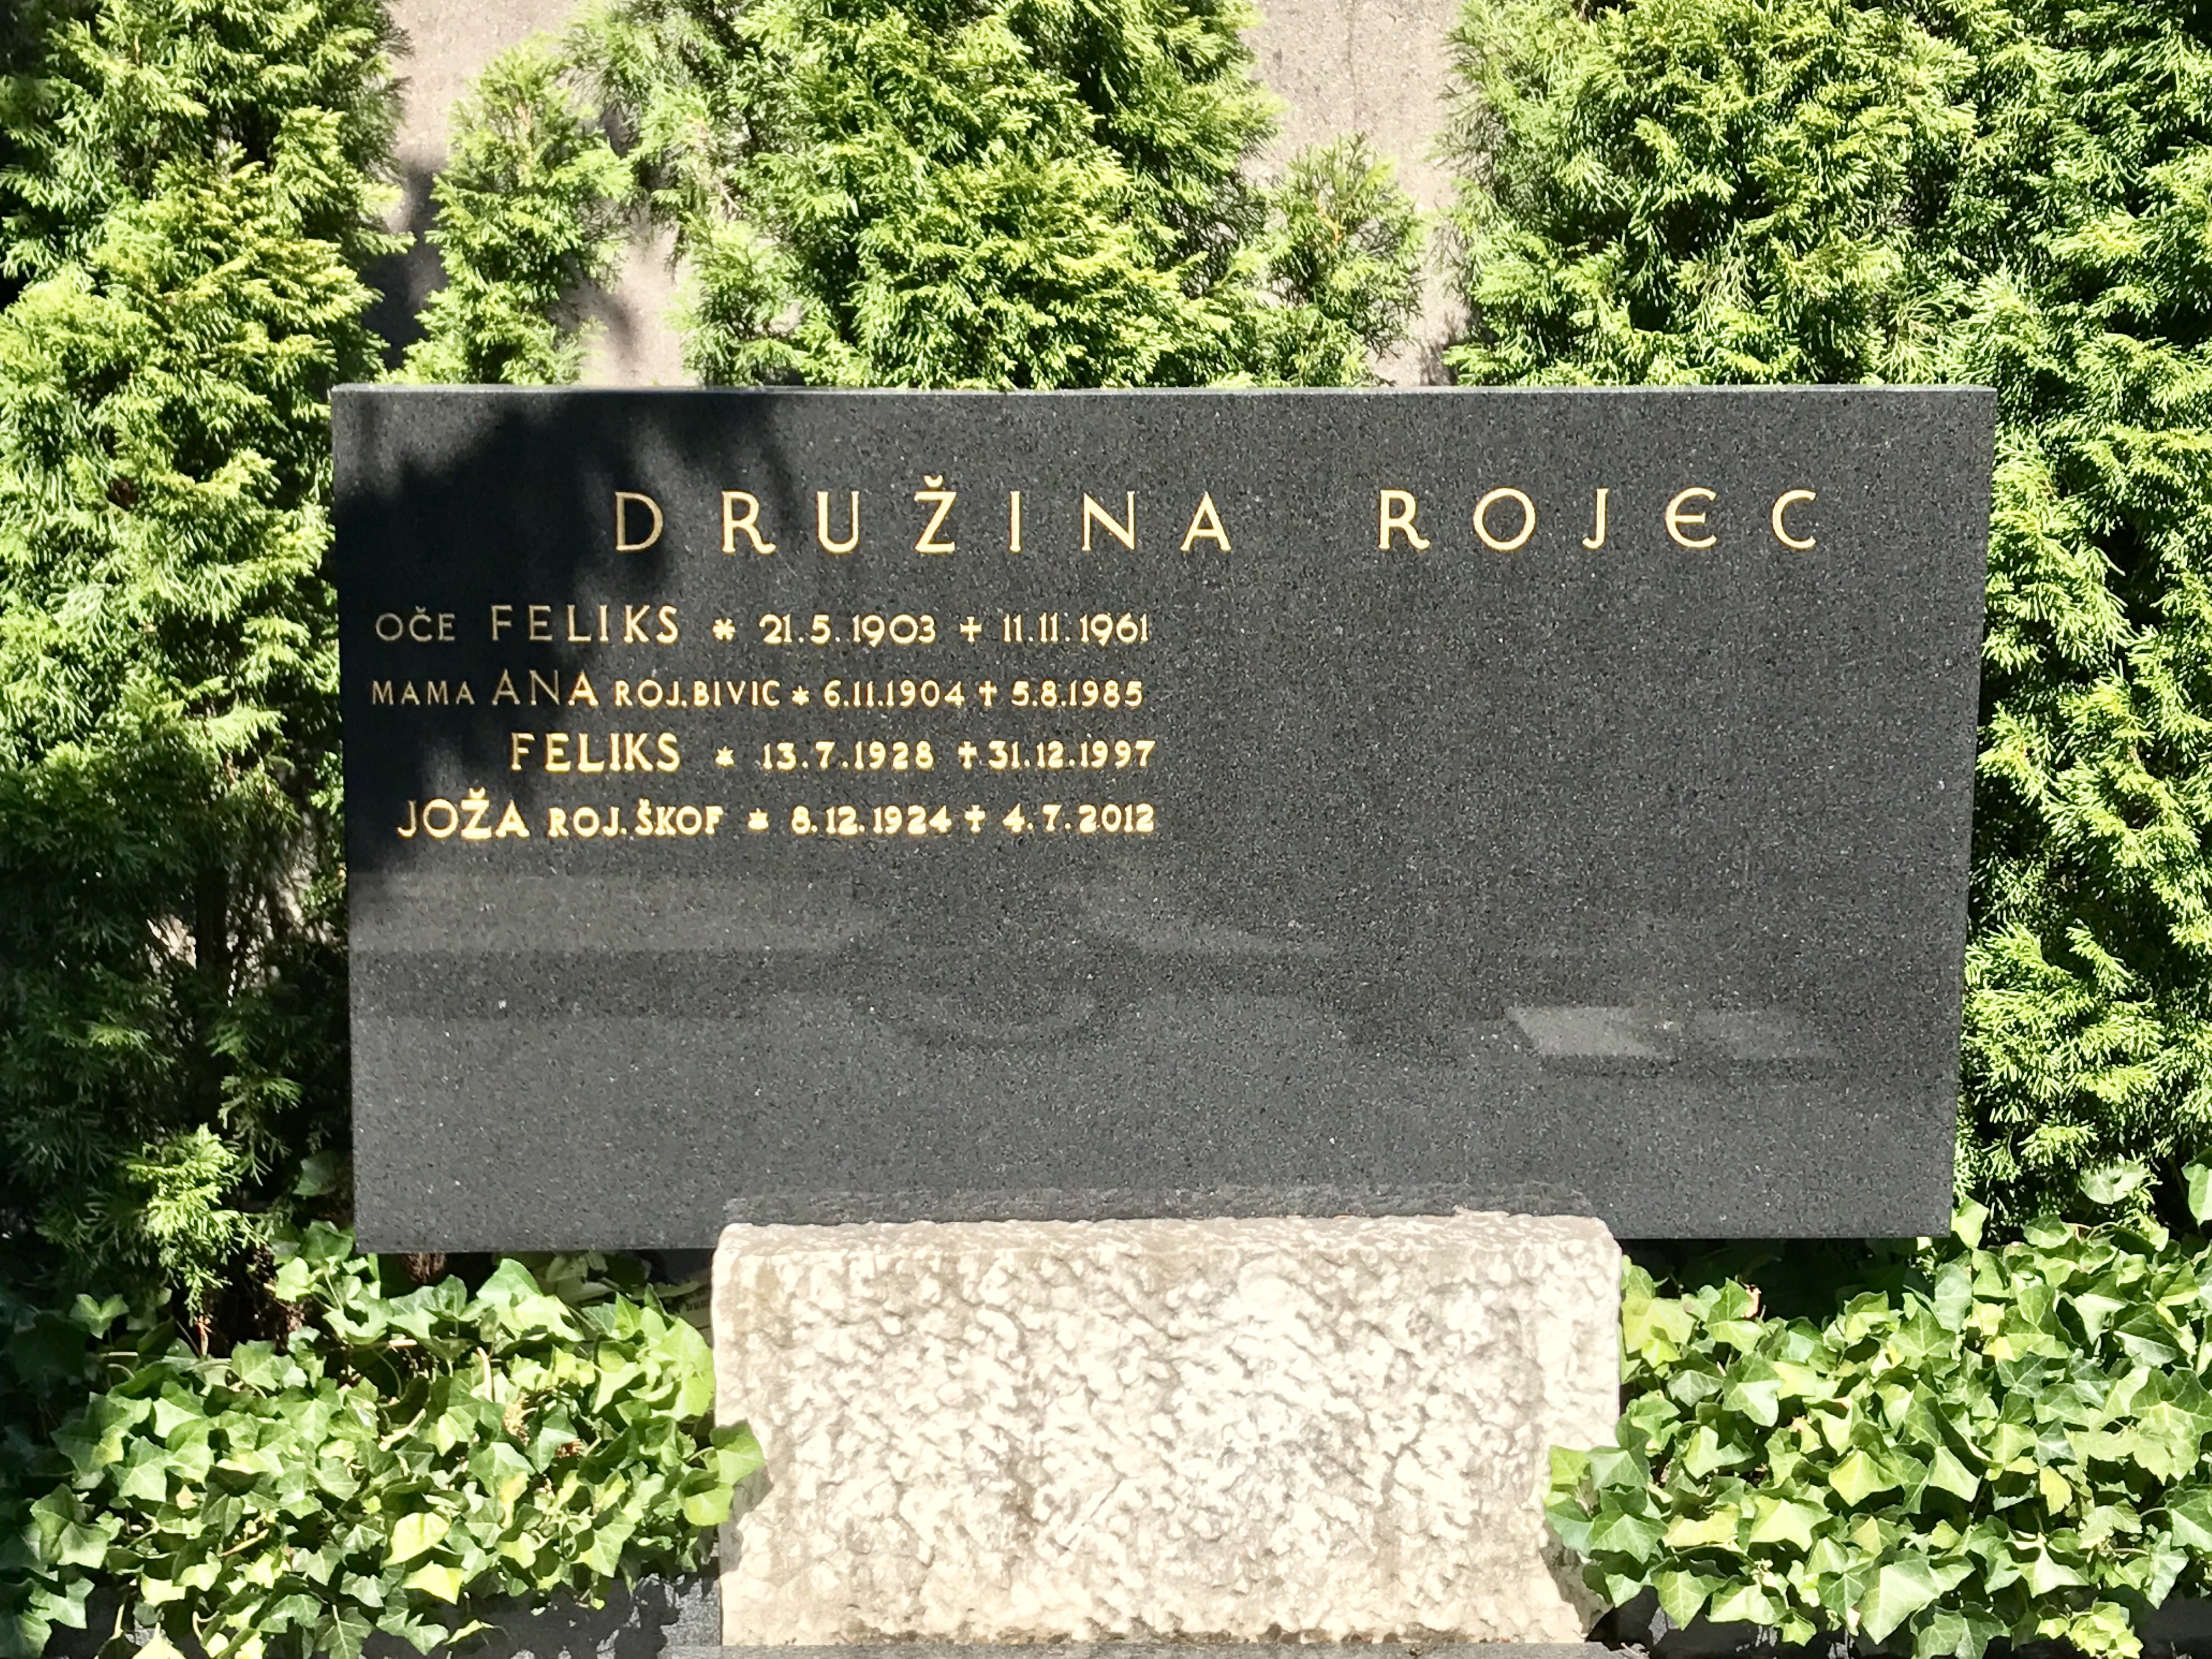 DRUŽINA ROJEC
OČE FELIKS * 21.5.1903 + 11.11.1961
MAMA ANA ROJ.BIVIC * 6.11.1904 + 5.8.1985
FELIKS * 13.7.1928 + 31.12.1997
JOŽA ROJ.ŠKOF * 8.12.1924 + 4.7.2012